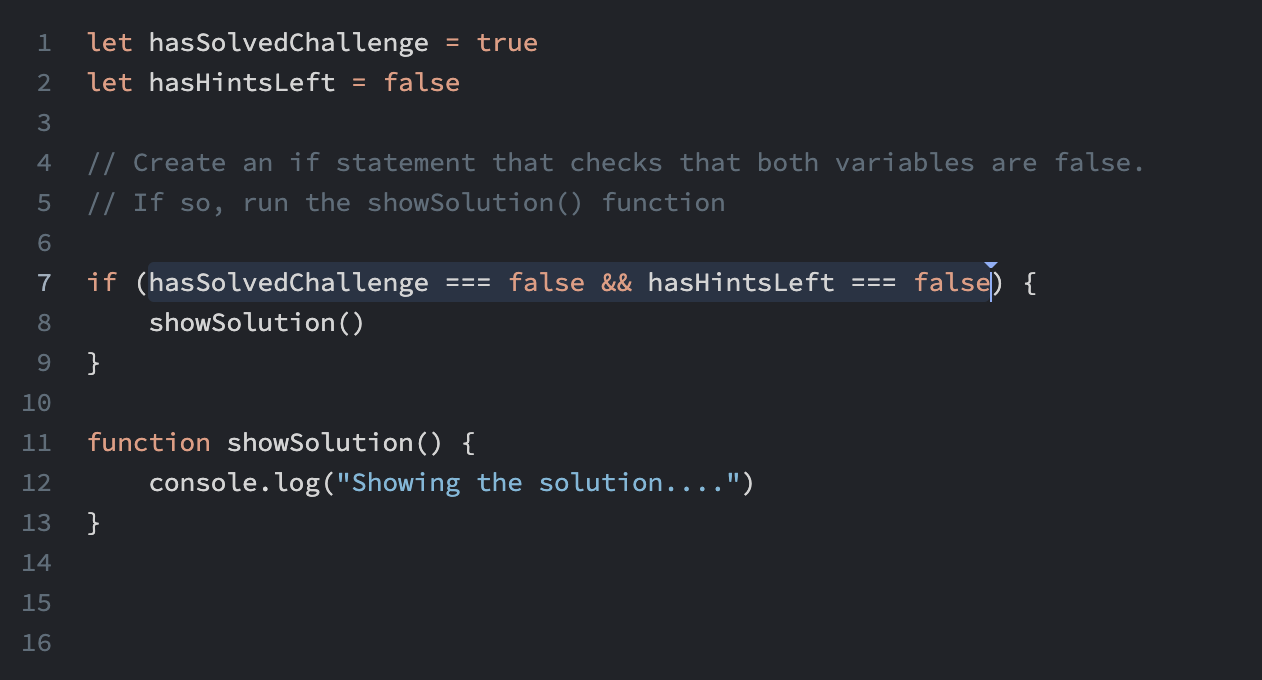 1 let hasSolvedChallenge = true
2 let hasHintsLeft = false
3
4 // Create an if statement that checks that both variables are false.
5 // If so, run the showSolution() function
6
7 if (hasSolvedChallenge === false && hasHintsLeft === false) {
8     showSolution()
9 }
10
11 function showSolution() {
12     console.log("Showing the solution....")
13 }
14
15
16